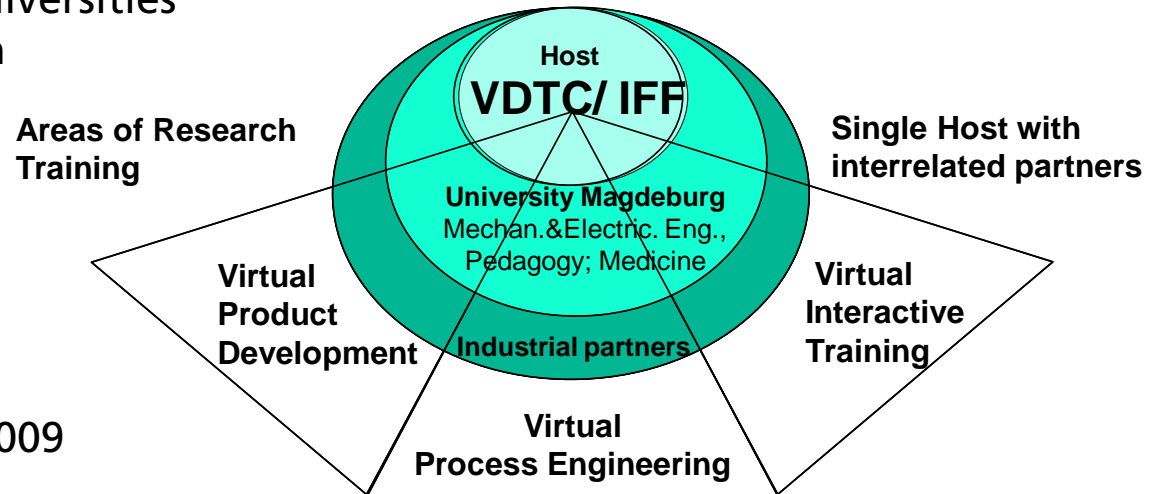 Host
VDTC/ IFF
Areas of Research
Training
Single Host with
interrelated partners
University Magdeburg
Mechan.&Electric. Eng.,
Pedagogy; Medicine
Virtual
Product
Development
Virtual
Interactive
Training
Industrial partners
Virtual
Process Engineering
009